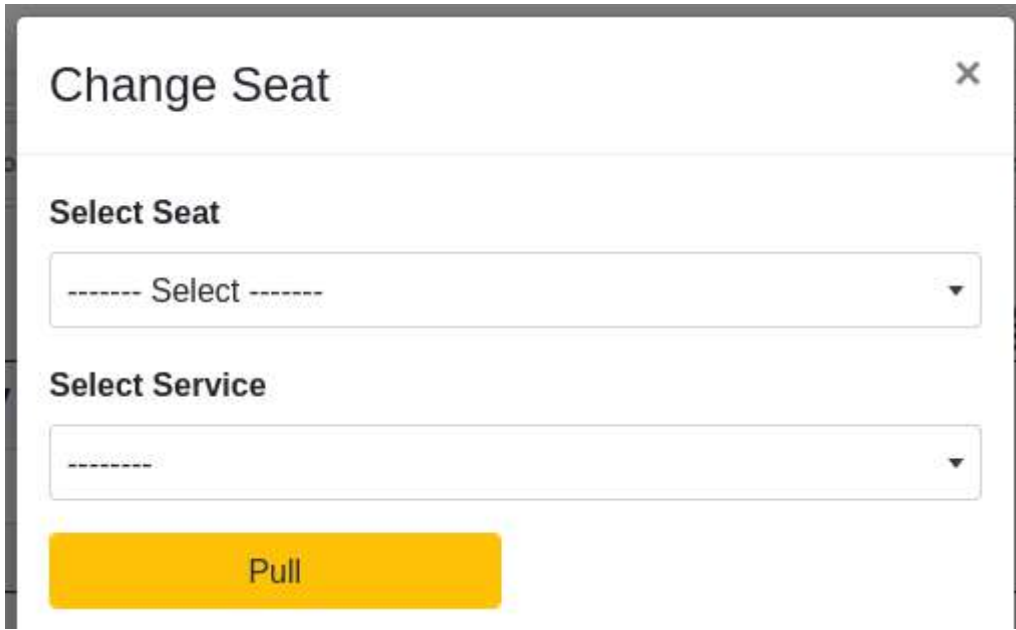 Change Seat
×
Select Seat
------- Select -------
Select Service
--------
Pull